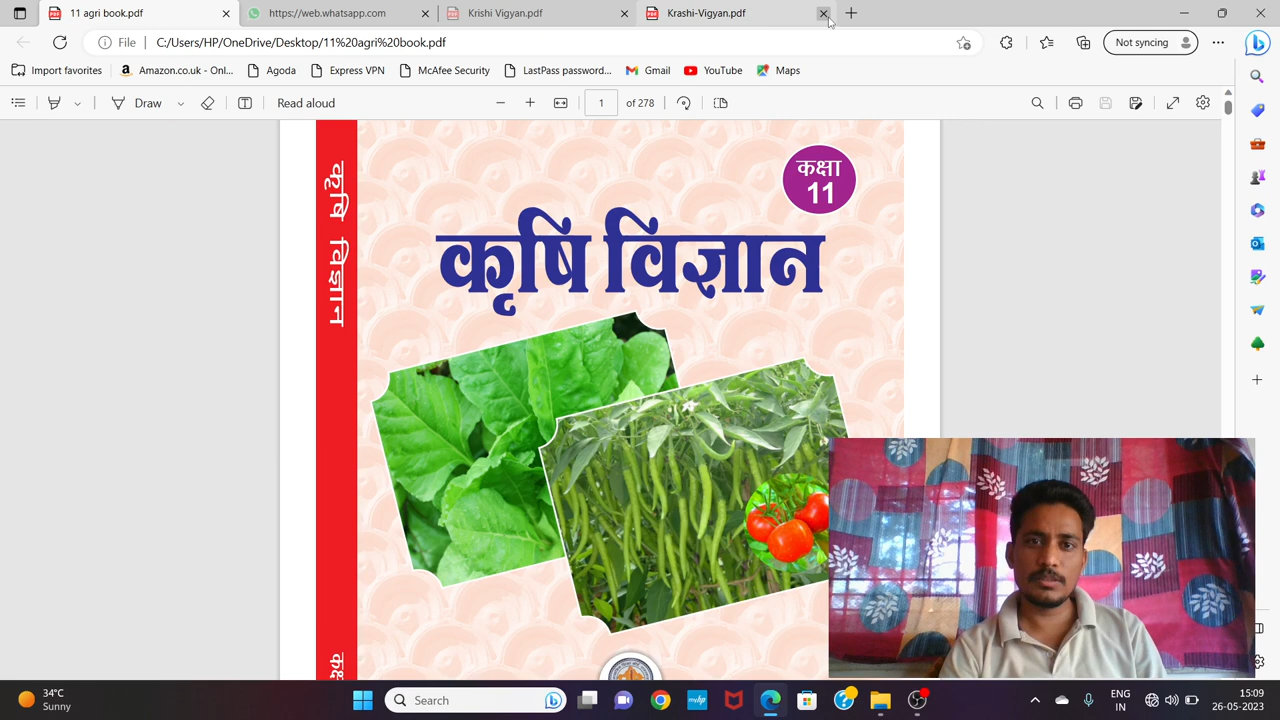 11 agri book.pdf
https://web.whatsapp.com
Krishi Vigyan.pdf
Krashi-Vigyan.pdf
File
C:/Users/HP/OneDrive/Desktop/11%20agri%20book.pdf
Not syncing
Import favorites
Amazon.co.uk - Onl...
Agoda
Express VPN
McAfee Security
LastPass password...
Gmail
YouTube
Maps
Draw
Read aloud
1
of 278
कृषि विज्ञान
कक्षा
11
कृषि विज्ञान
34°C
Sunny
Search
ENG
IN
15:09
26-05-2023